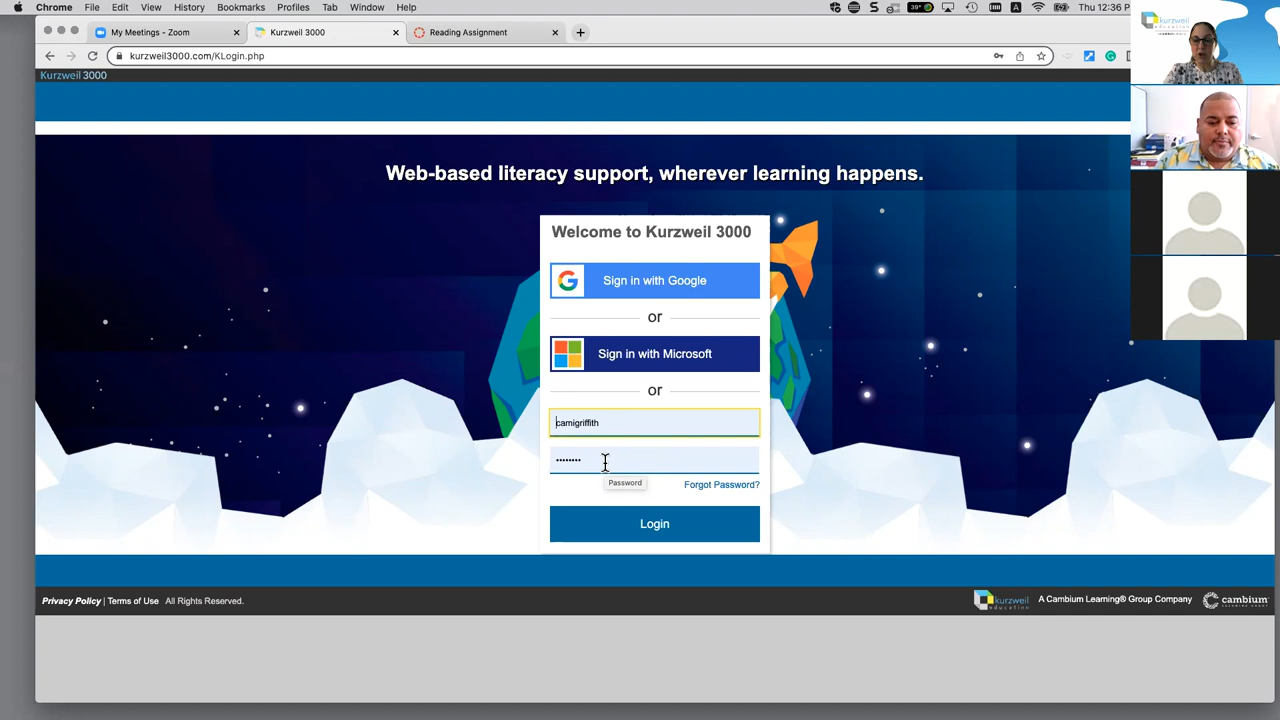 Chrome File Edit View History Bookmarks Profiles Tab Window Help 39° A Thu 12:36 P
My Meetings - Zoom Kurzweil 3000 Reading Assignment
kurzweil3000.com/KLogin.php
Kurzweil 3000
kurzweil
Web-based literacy support, wherever learning happens.
Welcome to Kurzweil 3000
Sign in with Google
or
Sign in with Microsoft
or
camigriffith
••••••••
Password
Forgot Password?
Login
Privacy Policy | Terms of Use All Rights Reserved.
kurzweil
education
A Cambium Learning® Group Company
cambium